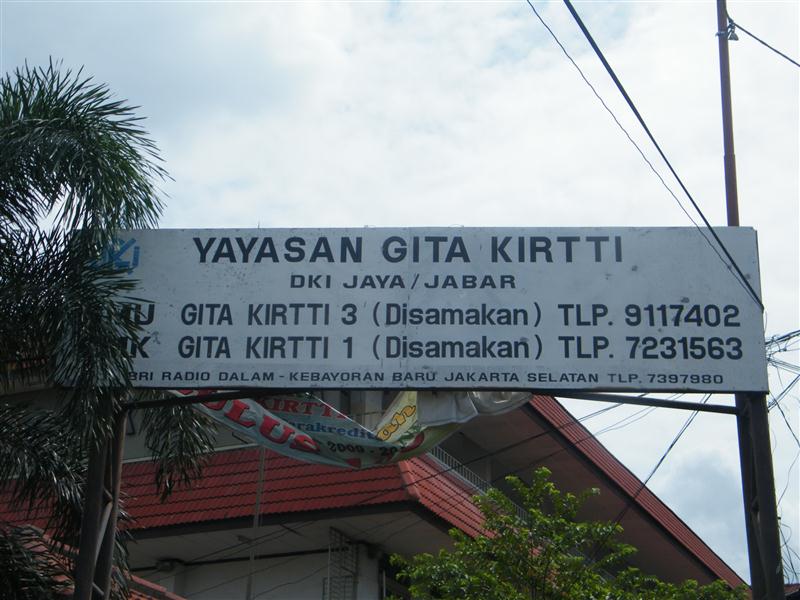 YAYASAN GITA KIRTTI
DKI JAYA/JABAR
GITA KIRTTI 3 (Disamakan) TLP. 9117402
GITA KIRTTI 1 (Disamakan) TLP. 7231563
RADIO DALAM - KEBAYORAN BARU JAKARTA SELATAN TLP. 7397980
KIRTTI